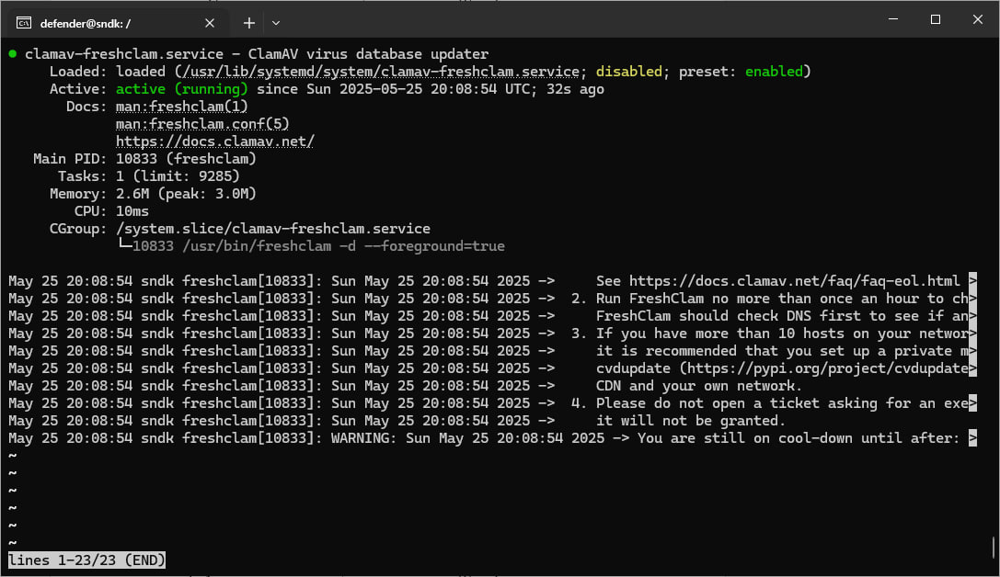 defender@sndk: /
● clamav-freshclam.service - ClamAV virus database updater
Loaded: loaded (/usr/lib/systemd/system/clamav-freshclam.service; disabled; preset: enabled)
Active: active (running) since Sun 2025-05-25 20:08:54 UTC; 32s ago
Docs: man:freshclam(1)
man:freshclam.conf(5)
https://docs.clamav.net/
Main PID: 10833 (freshclam)
Tasks: 1 (limit: 9285)
Memory: 2.6M (peak: 3.0M)
CPU: 10ms
CGroup: /system.slice/clamav-freshclam.service
└─10833 /usr/bin/freshclam -d --foreground=true
May 25 20:08:54 sndk freshclam[10833]: Sun May 25 20:08:54 2025 -> See https://docs.clamav.net/faq/faq-eol.html >
May 25 20:08:54 sndk freshclam[10833]: Sun May 25 20:08:54 2025 -> 2. Run FreshClam no more than once an hour to ch>
May 25 20:08:54 sndk freshclam[10833]: Sun May 25 20:08:54 2025 -> FreshClam should check DNS first to see if an>
May 25 20:08:54 sndk freshclam[10833]: Sun May 25 20:08:54 2025 -> 3. If you have more than 10 hosts on your networ>
May 25 20:08:54 sndk freshclam[10833]: Sun May 25 20:08:54 2025 -> it is recommended that you set up a private m>
May 25 20:08:54 sndk freshclam[10833]: Sun May 25 20:08:54 2025 -> cvdupdate (https://pypi.org/project/cvdupdate>
May 25 20:08:54 sndk freshclam[10833]: Sun May 25 20:08:54 2025 -> CDN and your own network.
May 25 20:08:54 sndk freshclam[10833]: Sun May 25 20:08:54 2025 -> 4. Please do not open a ticket asking for an exe>
May 25 20:08:54 sndk freshclam[10833]: Sun May 25 20:08:54 2025 -> it will not be granted.
May 25 20:08:54 sndk freshclam[10833]: WARNING: Sun May 25 20:08:54 2025 -> You are still on cool-down until after: >
~
~
~
~
~
~
lines 1-23/23 (END)